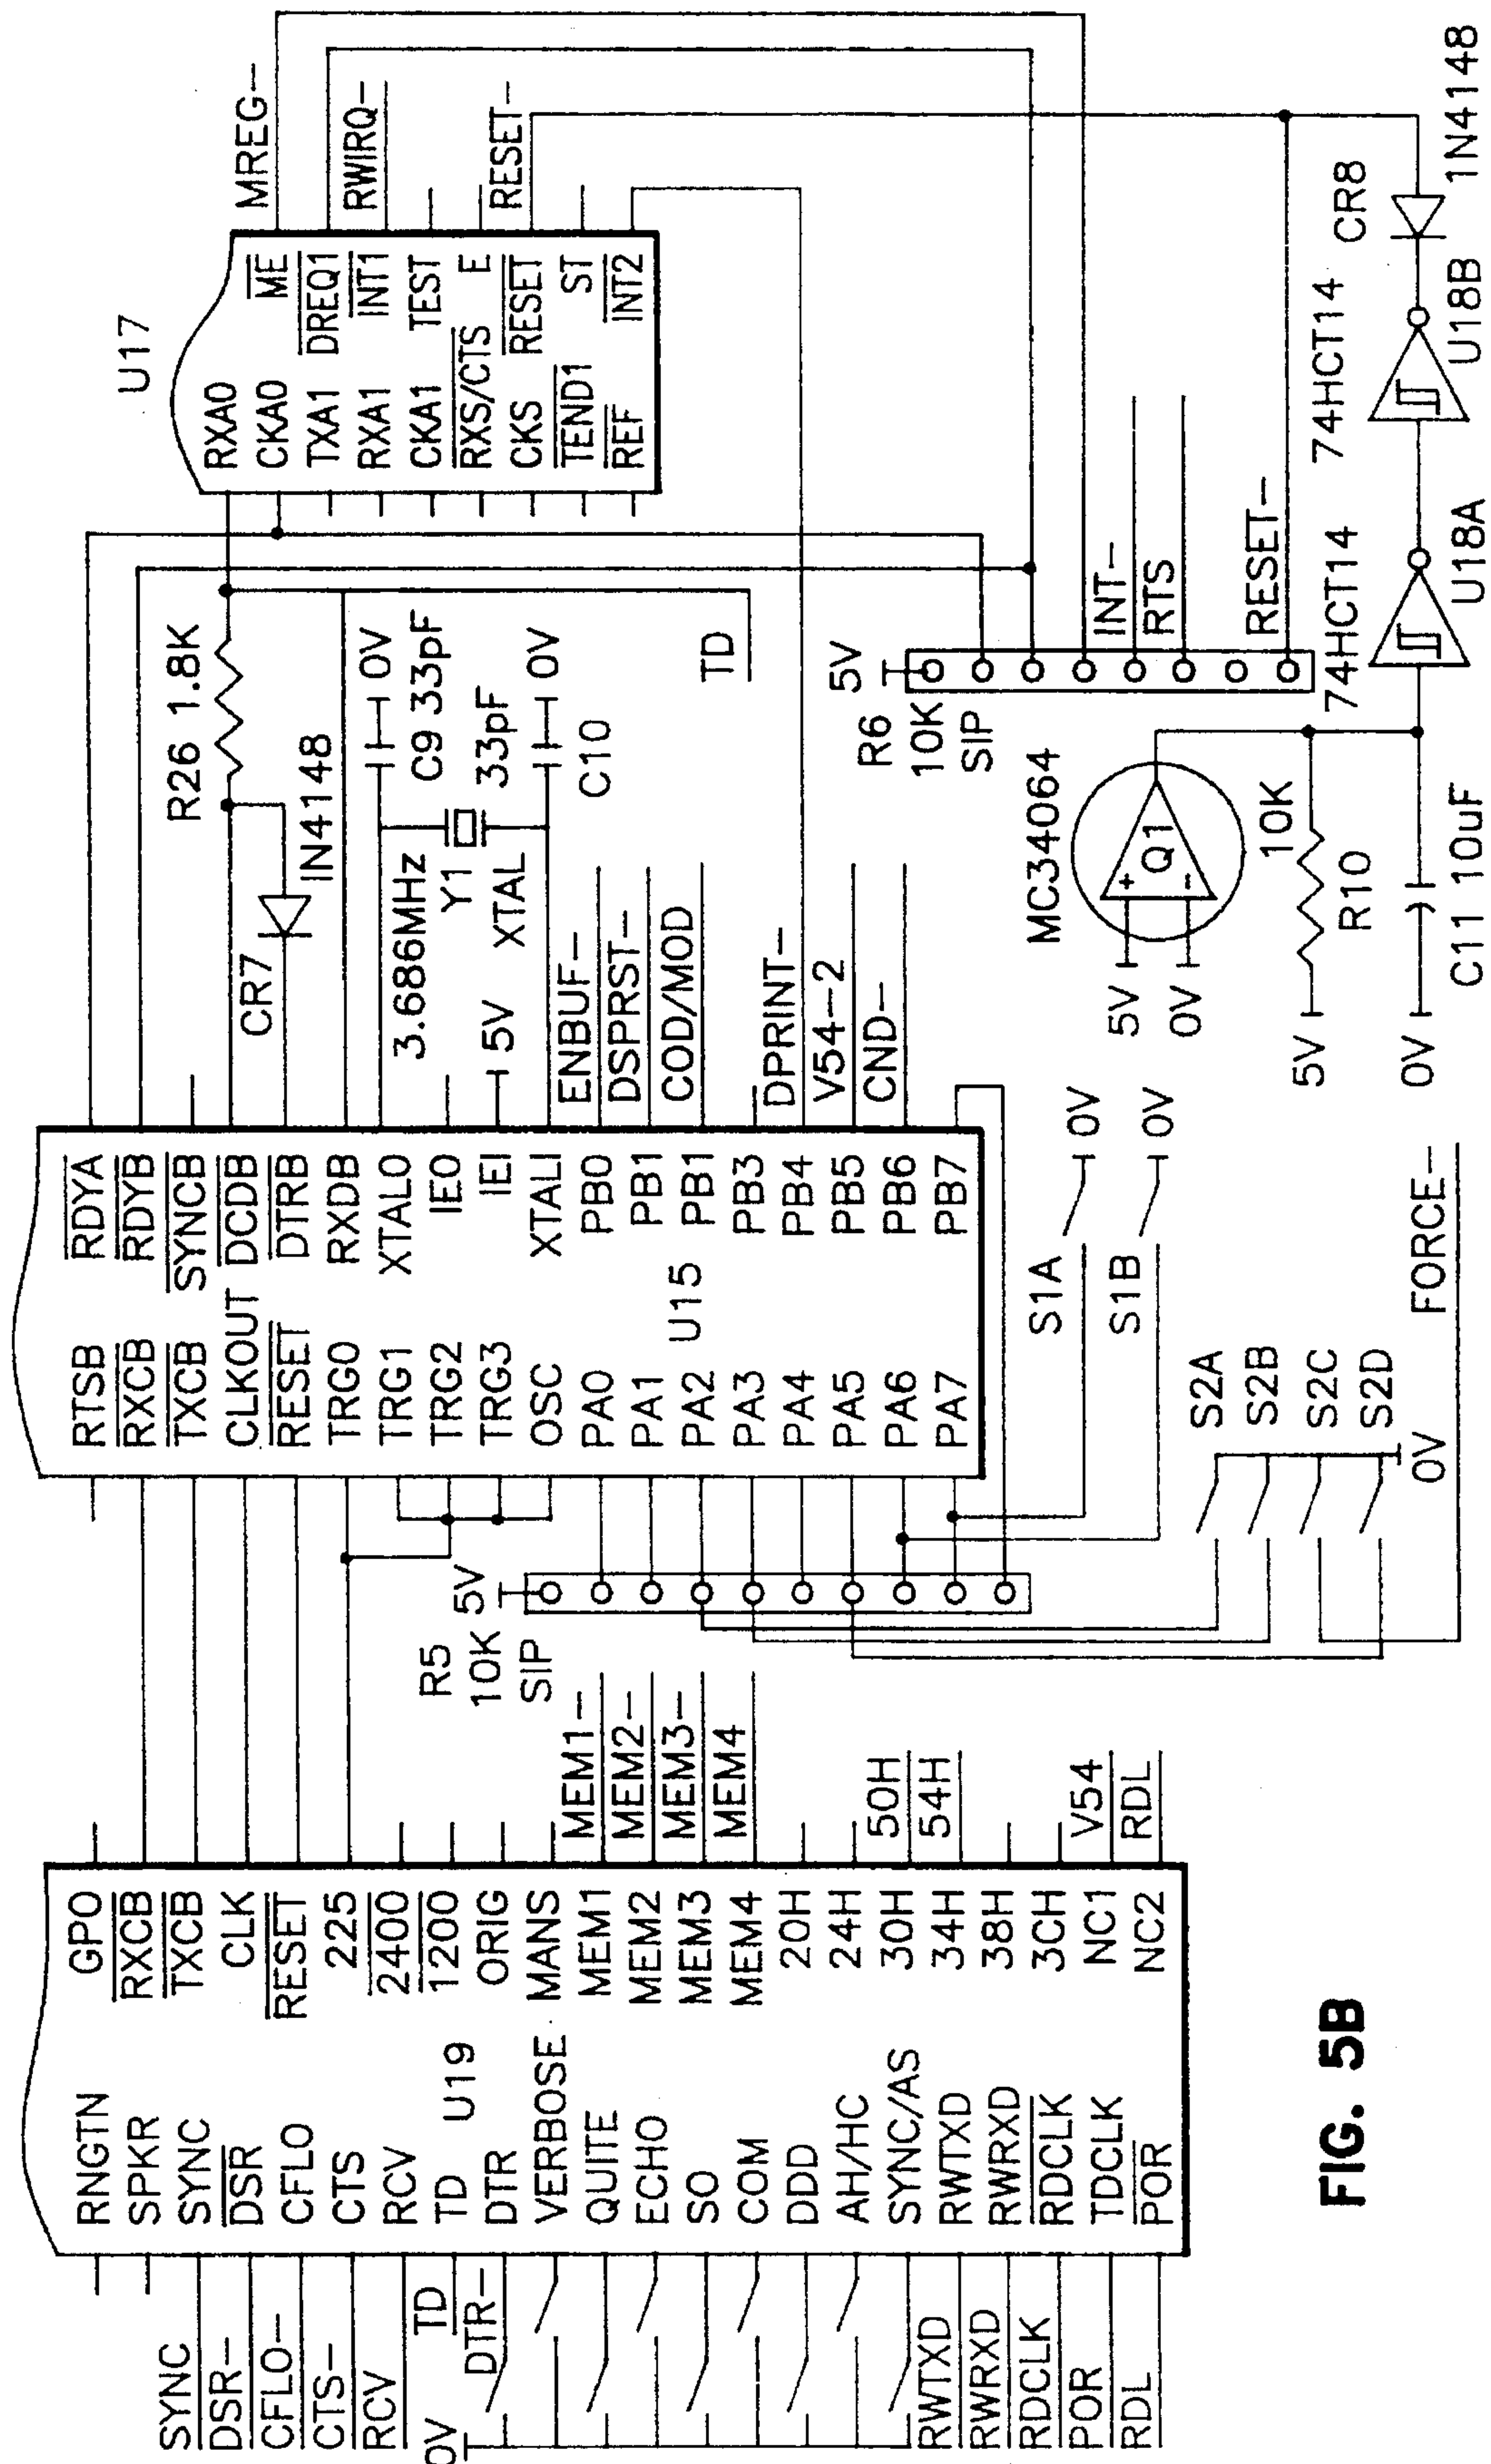 U17
RXA0
CKA0
TXA1
RXA1
CKA1
RXS/CTS
CKS
TEND1
REF
ME
DREQ1
INT1
TEST
E
RESET
ST
INT2
MREG-
RWIRQ-
RESET-
R26 1.8K
CR7
IN4148
0V
C9 33pF
3.686MHz
Y1
XTAL
33pF
0V
C10
5V
TD
ENBUF-
DSPRST-
COD/MOD
DPRINT-
V54-2
CND-
RTSB
RXCB
TXCB
CLKOUT
RESET
TRG0
TRG1
TRG2
TRG3
OSC
PA0
PA1
PA2
PA3
PA4
PA5
PA6
PA7
U15
RDYA
RDYB
SYNCB
DCDB
DTRB
RXDB
XTALO
IEO
IEI
XTALI
PB0
PB1
PB1
PB3
PB4
PB5
PB6
PB7
R6
10K
SIP
5V
INT-
RTS
RESET-
MC34064
Q1
+
-
5V
0V
5V
10K
R10
0V
C11 10uF
74HCT14
U18A
74HCT14
U18B
CR8
1N4148
S1A
0V
S1B
0V
S2A
S2B
S2C
S2D
0V
FORCE-
R5
10K
SIP
5V
RNGTN
SPKR
SYNC
DSR
CFLO
CTS
RCV
TD
DTR
VERBOSE
QUITE
ECHO
SO
COM
DDD
AH/HC
SYNC/AS
RWTXD
RWRXD
RDCLK
TDCLK
POR
U19
GPO
RXCB
TXCB
CLK
RESET
225
2400
1200
ORIG
MANS
MEM1
MEM2
MEM3
MEM4
20H
24H
30H
34H
38H
3CH
NC1
NC2
MEM1-
MEM2-
MEM3-
MEM4
50H
54H
V54
RDL
SYNC
DSR-
CFLO-
CTS-
RCV
TD
DTR-
0V
RWTXD
RWRXD
RDCLK
POR
RDL
FIG. 5B